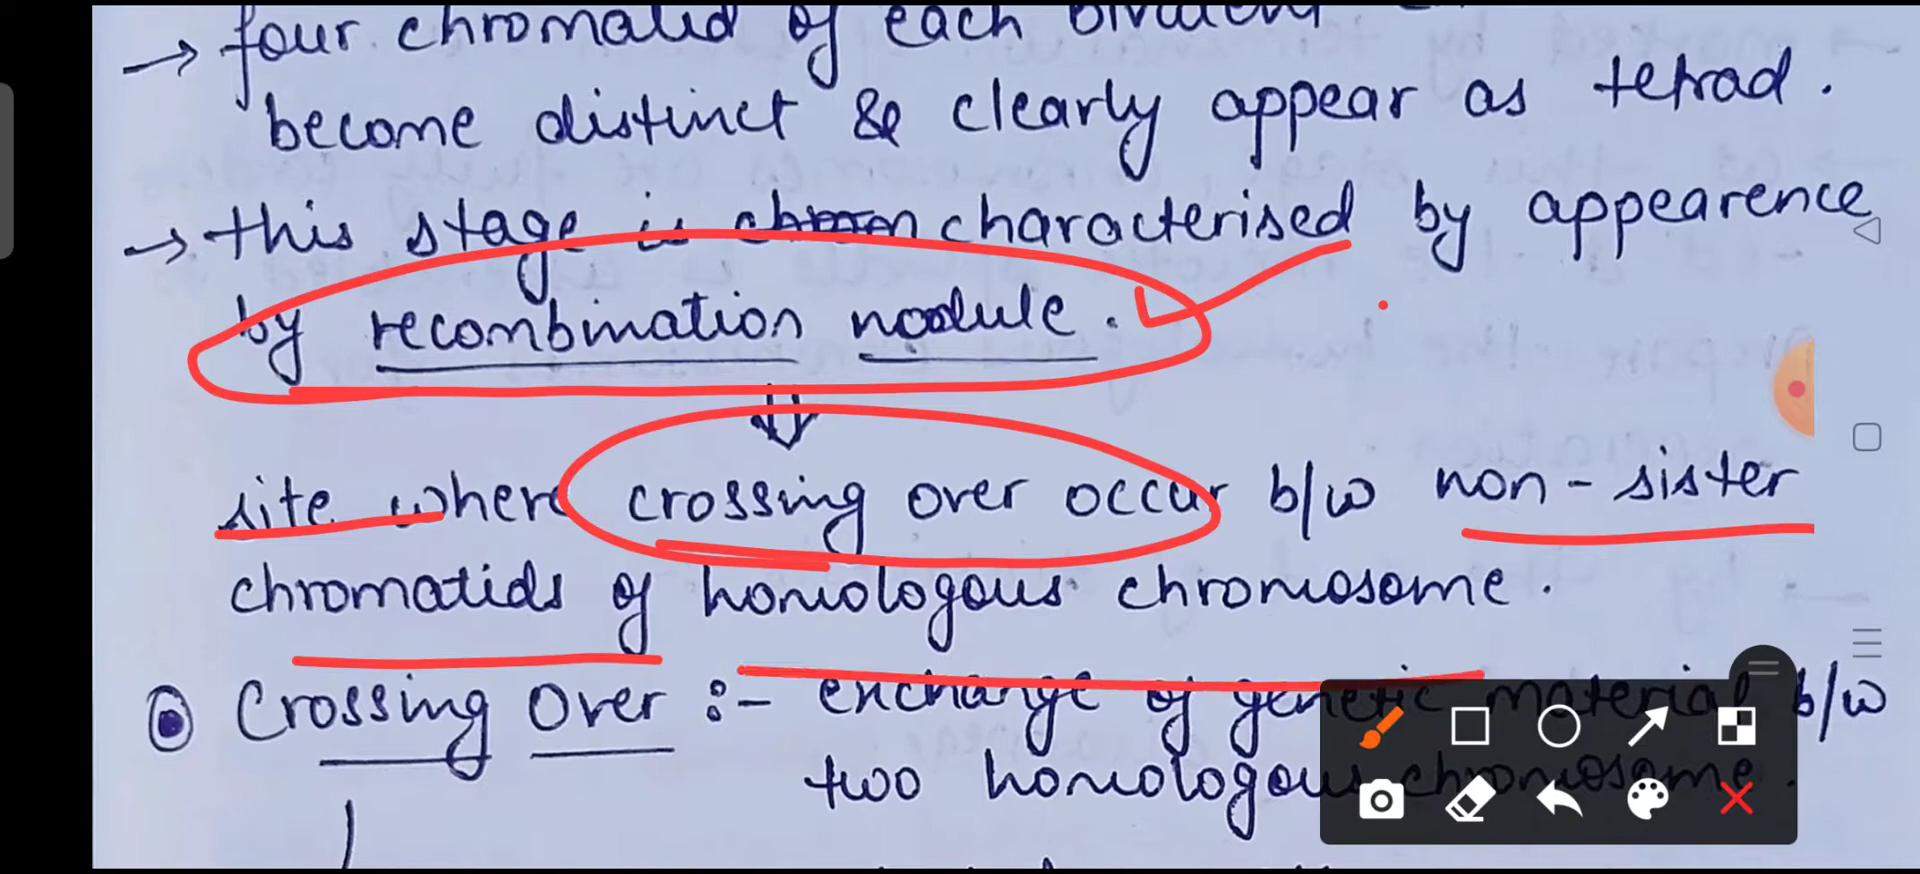 → four chromatid of each bivalent
become distinct & clearly appear as tetrad.
→ this stage is characterised by appearence
by recombination nodule.
site where crossing over occur b/w non-sister
chromatids of homologous chromosome.
Crossing Over :- exchange of genetic material b/w
two homologous chromosome.